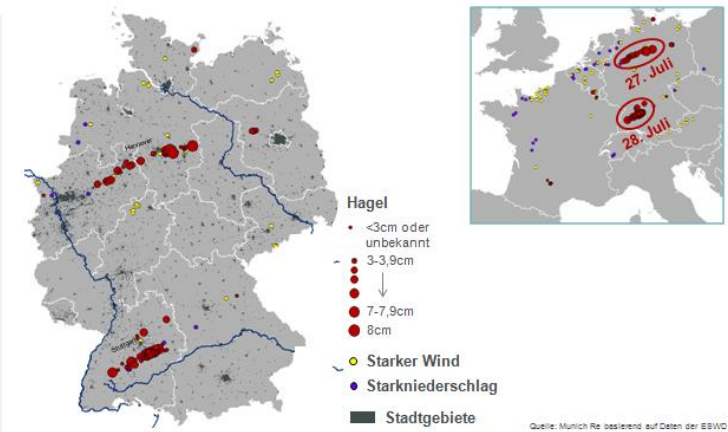 Hannover
Stuttgart
27. Juli
28. Juli
Hagel
<3cm oder
unbekannt
3-3,9cm
7-7,9cm
8cm
Starker Wind
Starkniederschlag
Stadtgebiete
Quelle: Munich Re basierend auf Daten der ESWD